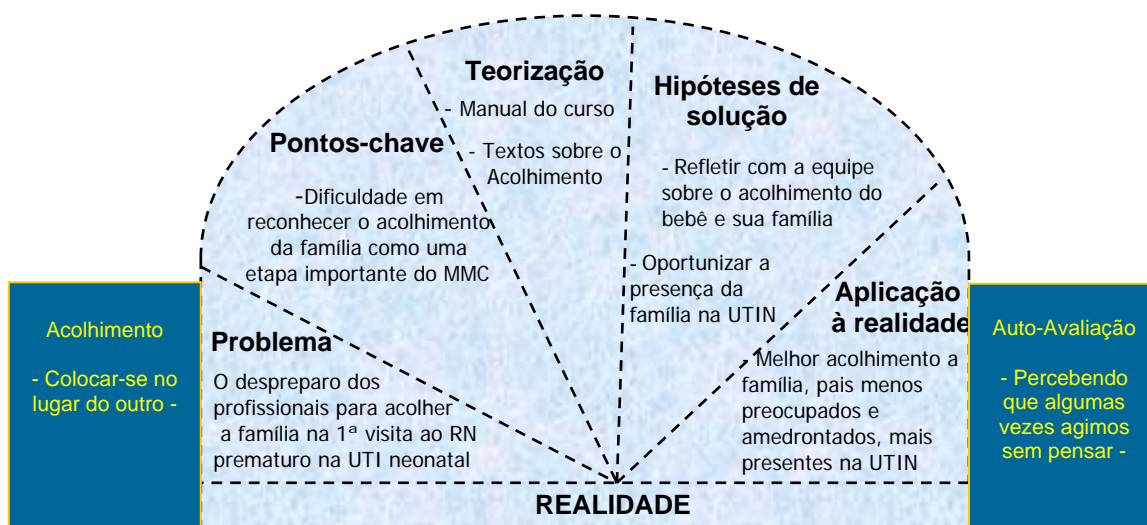 Acolhimento
- Colocar-se no
lugar do outro -
Problema
O despreparo dos
profissionais para acolher
a família na 1ª visita ao RN
prematuro na UTI neonatal
Pontos-chave
-Dificuldade em
reconhecer o acolhimento
da família como uma
etapa importante do MMC
Teorização
- Manual do curso
- Textos sobre o
Acolhimento
Hipóteses de
solução
- Refletir com a equipe
sobre o acolhimento do
bebê e sua família
- Oportunizar a
presença da
família na UTIN
Aplicação
à realidade
- Melhor acolhimento a
família, pais menos
preocupados e
amedrontados, mais
presentes na UTIN
Auto-Avaliação
- Percebendo
que algumas
vezes agimos
sem pensar -
REALIDADE